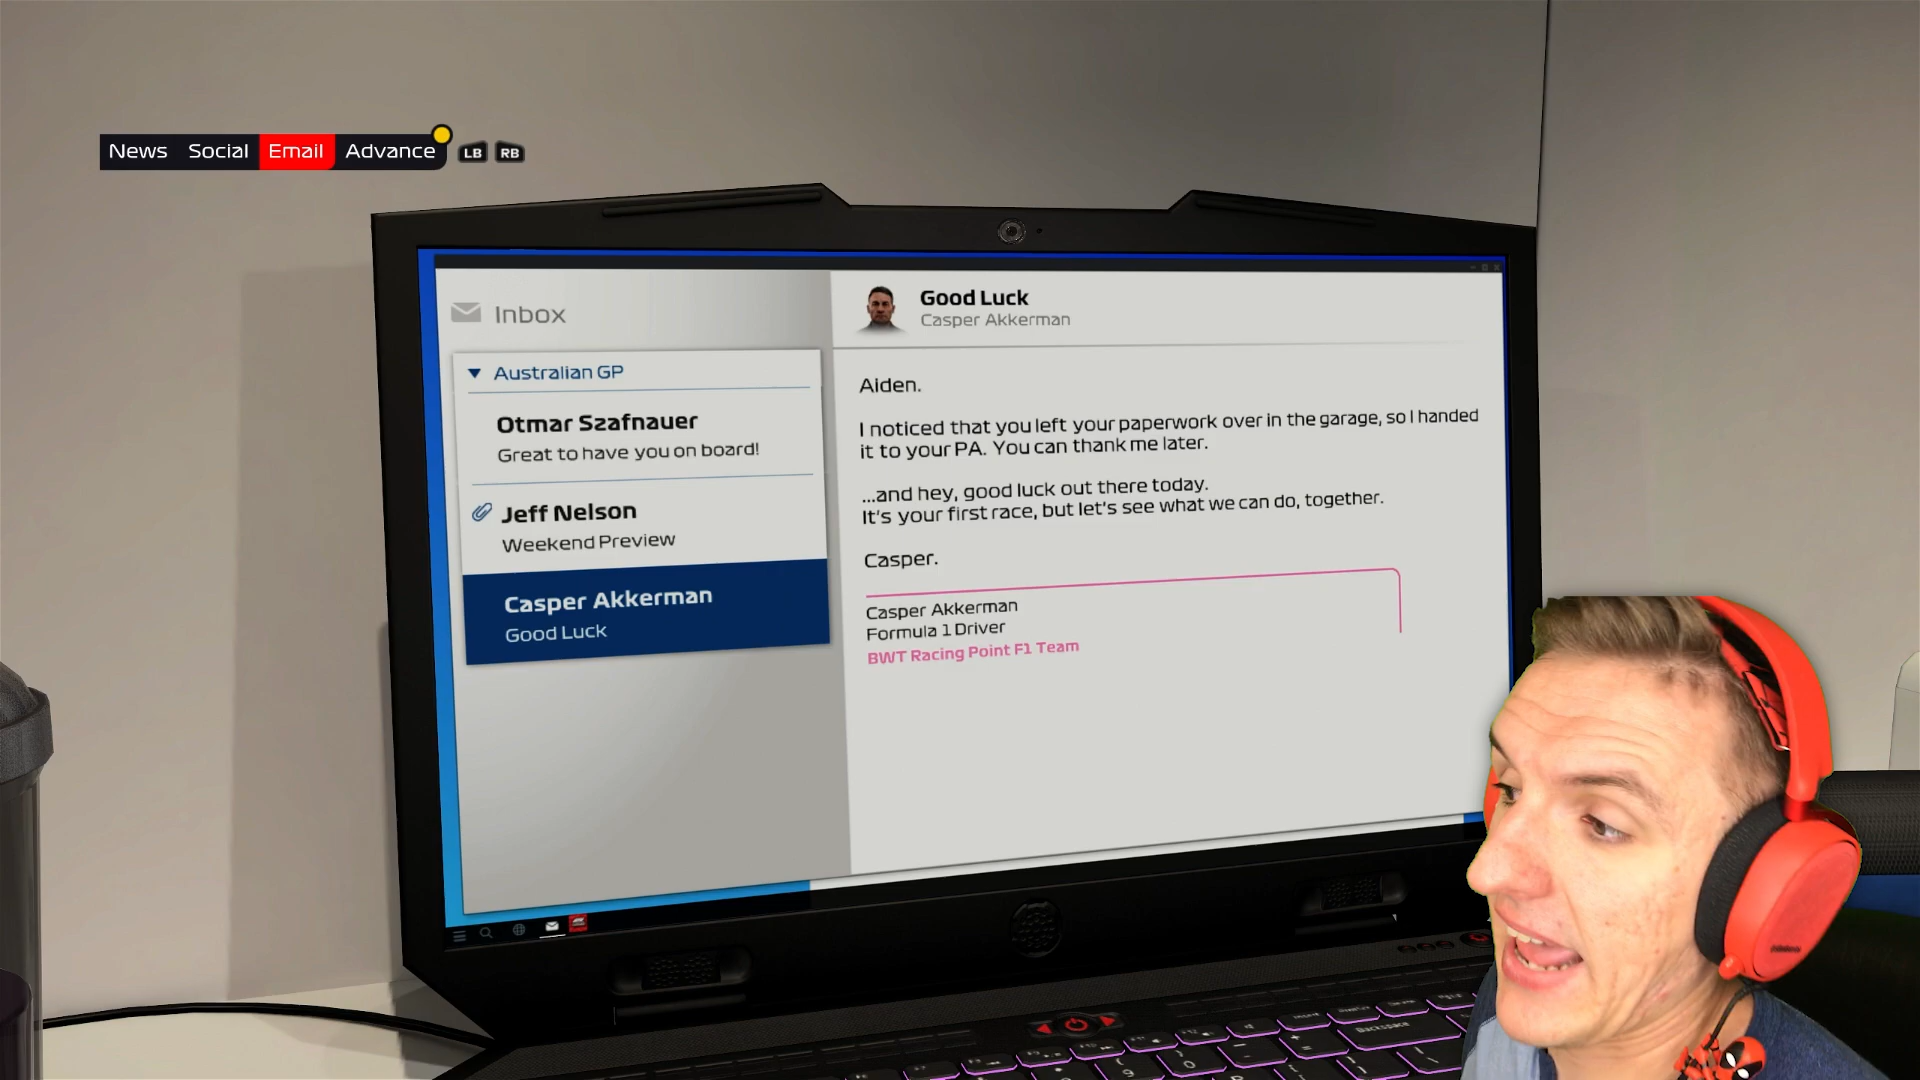 News Social Email Advance LB RB
Inbox
Australian GP
Otmar Szafnauer
Great to have you on board!
Jeff Nelson
Weekend Preview
Casper Akkerman
Good Luck
Good Luck
Casper Akkerman
Aiden.
I noticed that you left your paperwork over in the garage, so I handed
it to your PA. You can thank me later.
...and hey, good luck out there today.
It's your first race, but let's see what we can do, together.
Casper.
Casper Akkerman
Formula 1 Driver
BWT Racing Point F1 Team
Backspace